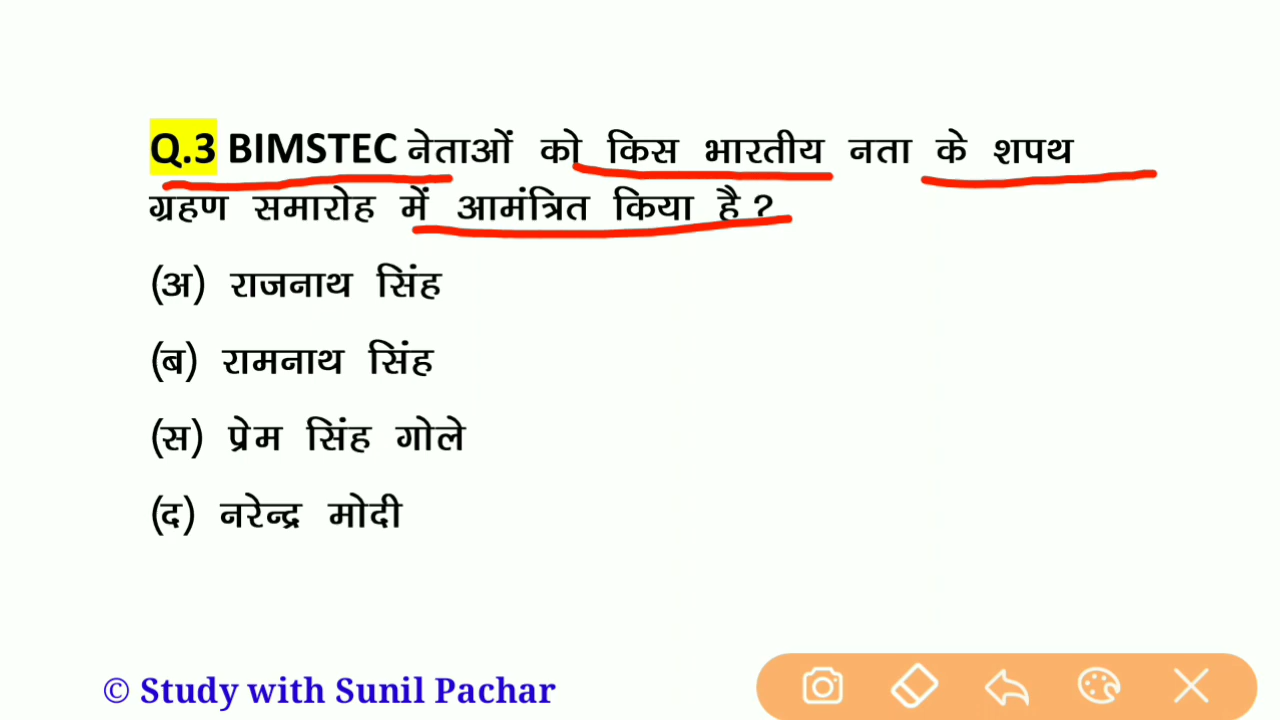 Q.3 BIMSTEC नेताओं को किस भारतीय नता के शपथ
ग्रहण समारोह में आमंत्रित किया है ?
(अ) राजनाथ सिंह
(ब) रामनाथ सिंह
(स) प्रेम सिंह गोले
(द) नरेन्द्र मोदी
© Study with Sunil Pachar